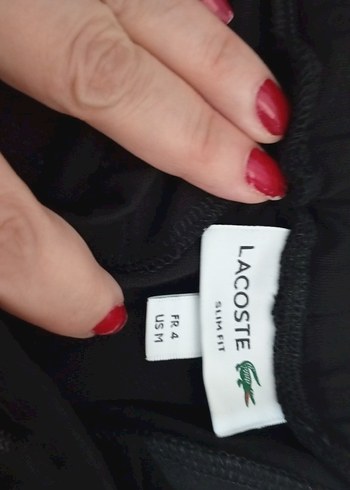 LACOSTE
SLIM FIT
FR 4
US M